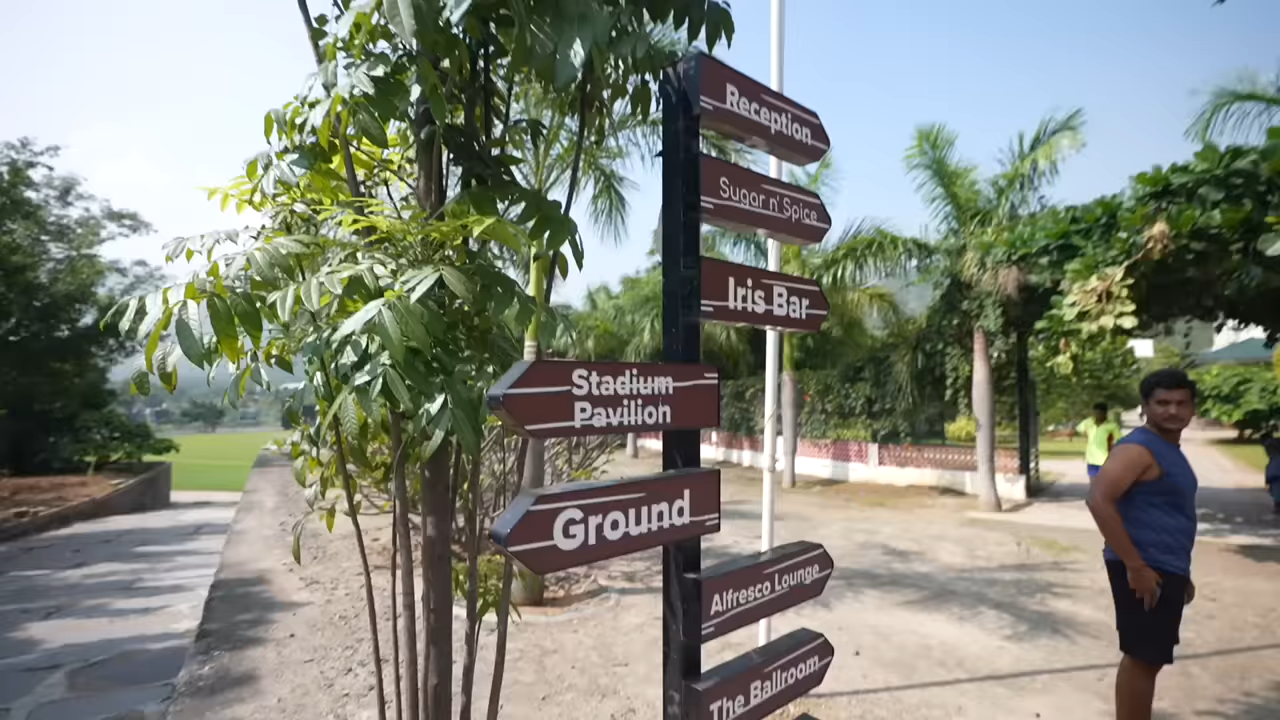 Reception
Sugar n' Spice
Iris Bar
Stadium
Pavilion
Ground
Alfresco Lounge
The Ballroom